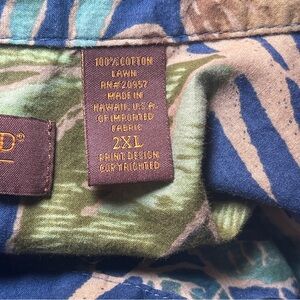 100% COTTON
LAWN
RN#20957
MADE IN
HAWAII, U.S.A.
OF IMPORTED
FABRIC
2XL
PRINT DESIGN
COPYRIGHTED
D®